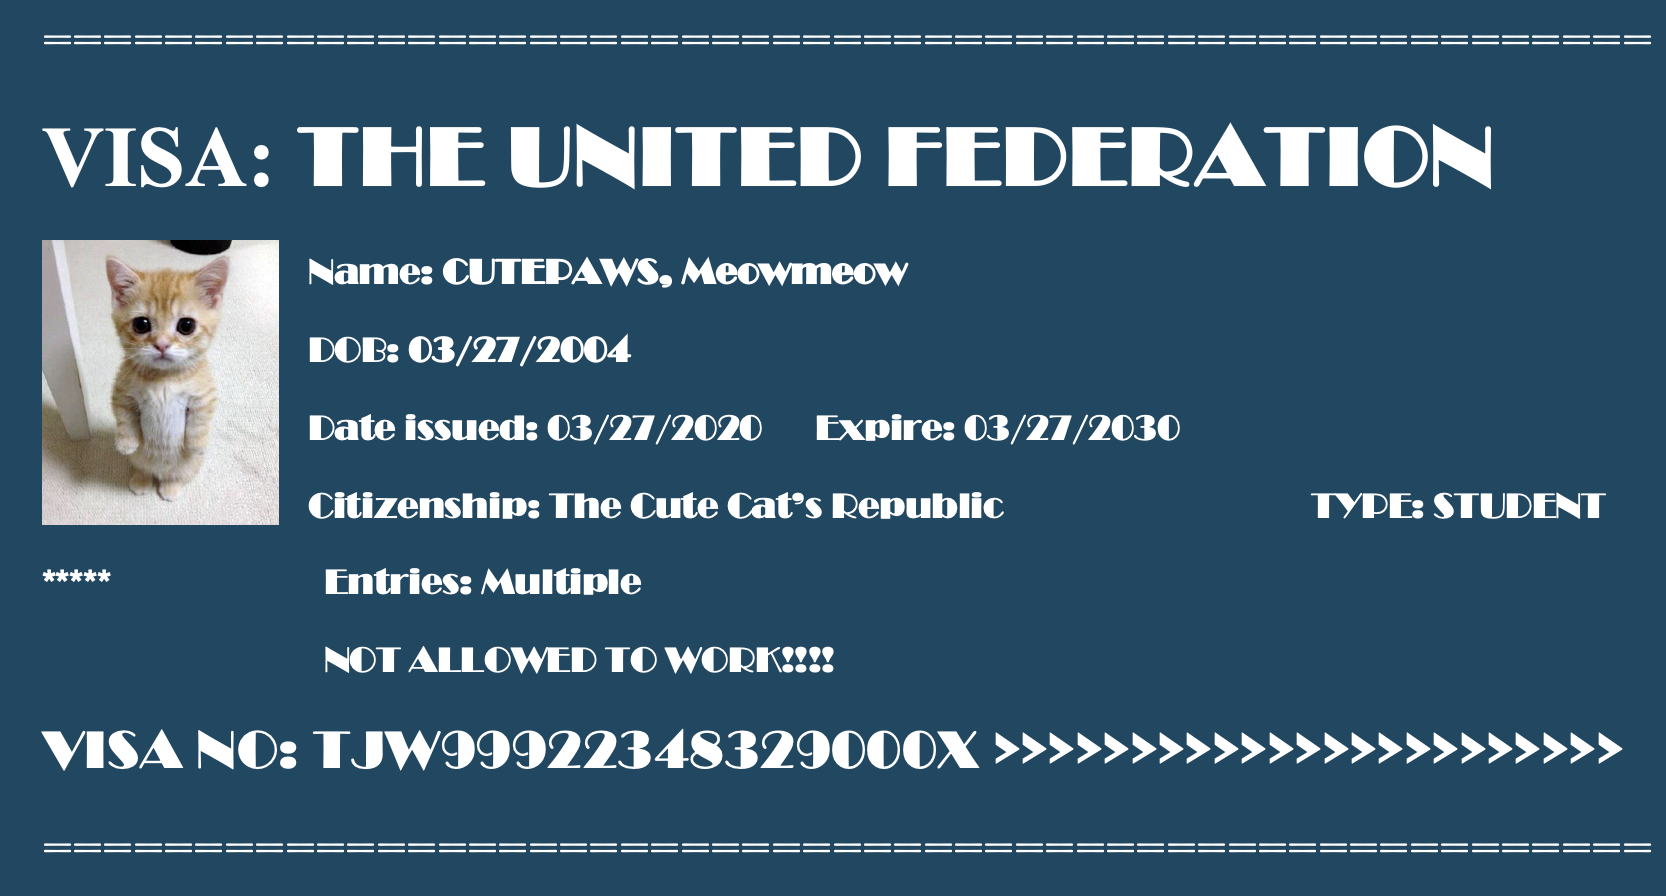 =====================================================
VISA: THE UNITED FEDERATION
Name: CUTEPAWS, Meowmeow
DOB: 03/27/2004
Date issued: 03/27/2020 Expire: 03/27/2030
Citizenship: The Cute Cat's Republic TYPE: STUDENT
***** Entries: Multiple
NOT ALLOWED TO WORK!!!!
VISA NO: TJW99922348329000X >>>>>>>>>>>>>>>>>>>>>>>
=====================================================